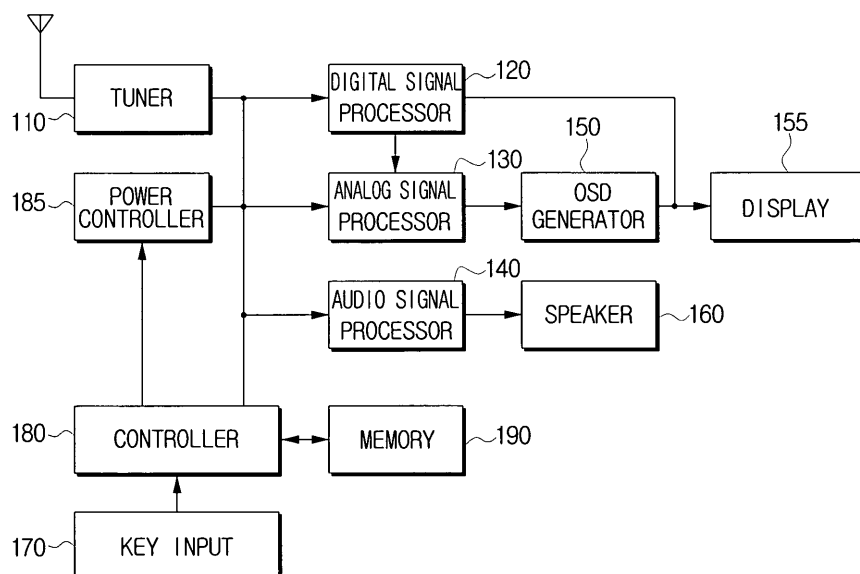 TUNER
110
DIGITAL SIGNAL
PROCESSOR
120
POWER
CONTROLLER
185
ANALOG SIGNAL
PROCESSOR
130
OSD
GENERATOR
150
DISPLAY
155
AUDIO SIGNAL
PROCESSOR
140
SPEAKER
160
CONTROLLER
180
MEMORY
190
KEY INPUT
170